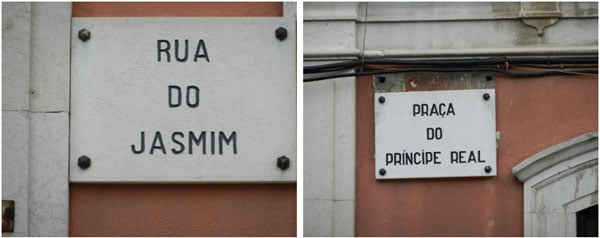 RUA
DO
JASMIM
PRAÇA
DO
PRÍNCIPE REAL